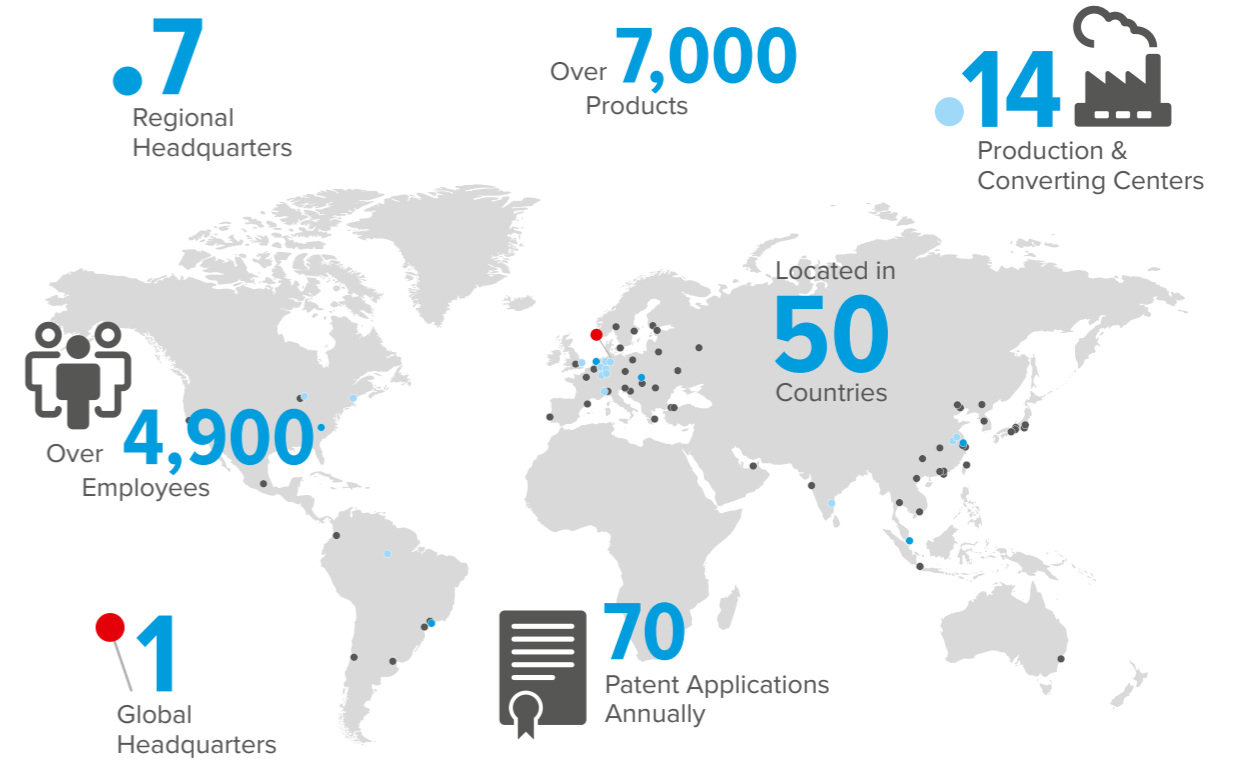 7
Regional
Headquarters
Over 7,000
Products
14
Production &
Converting Centers
Located in
50
Countries
Over 4,900
Employees
1
Global
Headquarters
70
Patent Applications
Annually